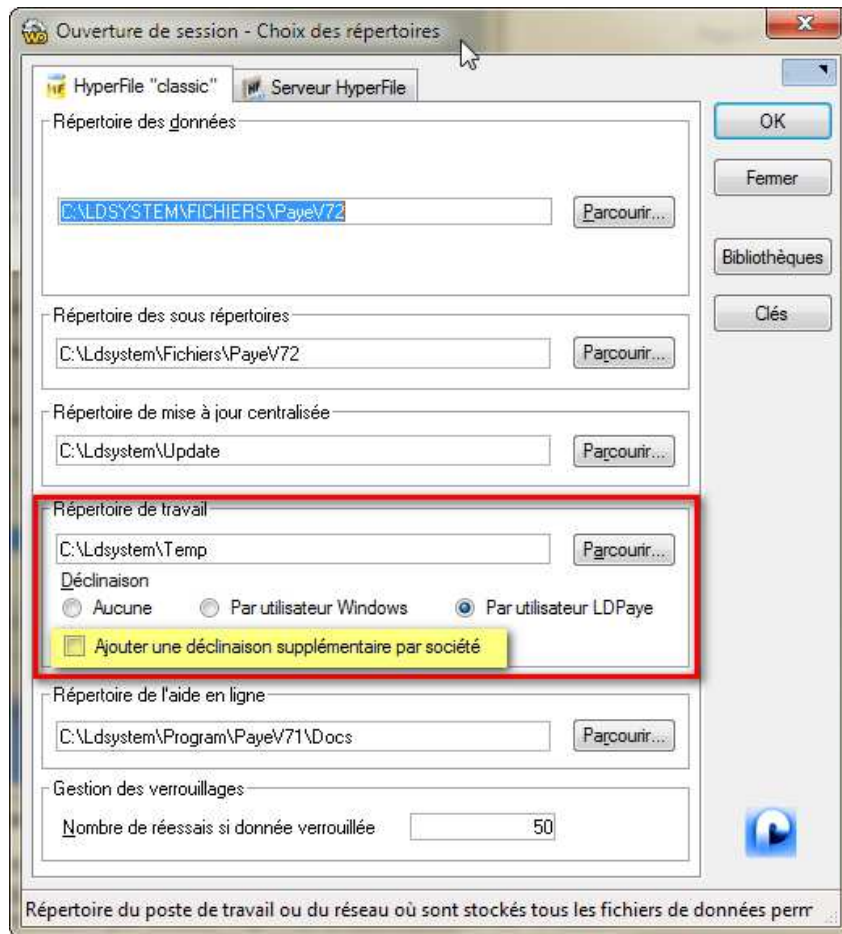 Ouverture de session - Choix des répertoires
HyperFile "classic"
Serveur HyperFile
Répertoire des données
OK
Fermer
C:\LDSYSTEM\FICHIERS\PayeV72
Parcourir...
Bibliothèques
Répertoire des sous répertoires
Clés
C:\Ldsystem\Fichiers\PayeV72
Parcourir...
Répertoire de mise à jour centralisée
C:\Ldsystem\Update
Parcourir...
Répertoire de travail
C:\Ldsystem\Temp
Parcourir...
Déclinaison
Aucune
Par utilisateur Windows
Par utilisateur LDPaye
Ajouter une déclinaison supplémentaire par société
Répertoire de l'aide en ligne
C:\Ldsystem\Program\PayeV71\Docs
Parcourir...
Gestion des verrouillages
Nombre de réessais si donnée verrouillée
50
Répertoire du poste de travail ou du réseau où sont stockés tous les fichiers de données